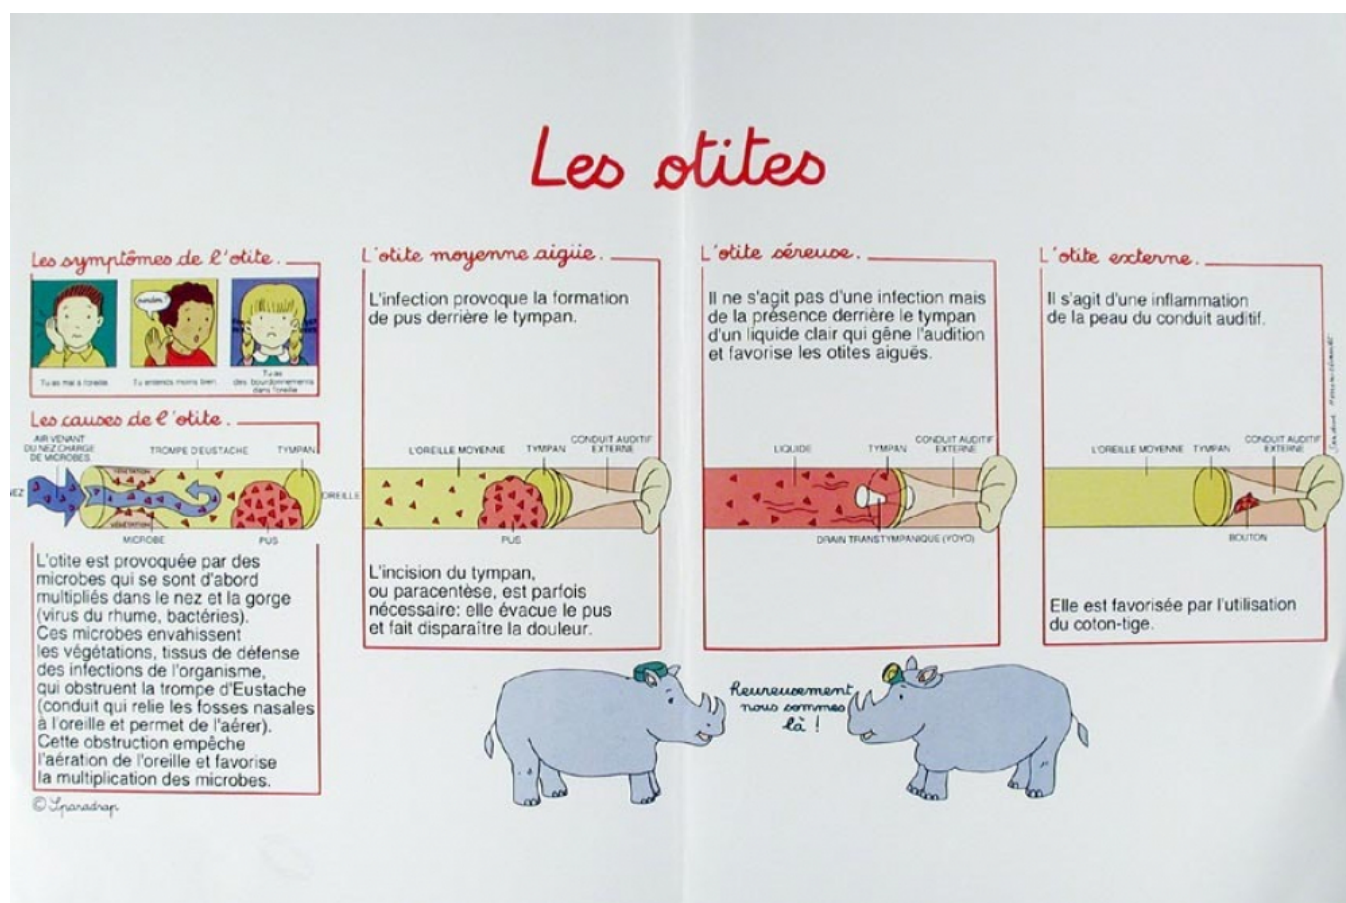 Les otites
Les symptômes de l'otite.
pardon?
Tu as mal à l'oreille
Tu entends moins bien
Tu as
des bourdonnements
dans l'oreille
Les causes de l'otite.
AIR VENANT
DU NEZ CHARGÉ
DE MICROBES
TROMPE D'EUSTACHE
TYMPAN
VÉGÉTATION
NEZ
OREILLE
VÉGÉTATION
MICROBE
PUS
L'otite est provoquée par des
microbes qui se sont d'abord
multipliés dans le nez et la gorge
(virus du rhume, bactéries).
Ces microbes envahissent
les végétations, tissus de défense
des infections de l'organisme,
qui obstruent la trompe d'Eustache
(conduit qui relie les fosses nasales
à l'oreille et permet de l'aérer).
Cette obstruction empêche
l'aération de l'oreille et favorise
la multiplication des microbes.
© Sparadrap
L'otite moyenne aigüe.
L'infection provoque la formation
de pus derrière le tympan.
L'OREILLE MOYENNE
TYMPAN
CONDUIT AUDITIF
EXTERNE
PUS
L'incision du tympan,
ou paracentèse, est parfois
nécessaire: elle évacue le pus
et fait disparaître la douleur.
L'otite séreuse.
Il ne s'agit pas d'une infection mais
de la présence derrière le tympan
d'un liquide clair qui gêne l'audition
et favorise les otites aiguës.
LIQUIDE
TYMPAN
CONDUIT AUDITIF
EXTERNE
DRAIN TRANSTYMPANIQUE (YOYO)
L'otite externe.
Il s'agit d'une inflammation
de la peau du conduit auditif.
L'OREILLE MOYENNE
TYMPAN
CONDUIT AUDITIF
EXTERNE
BOUTON
Elle est favorisée par l'utilisation
du coton-tige.
Heureusement
nous sommes
là !